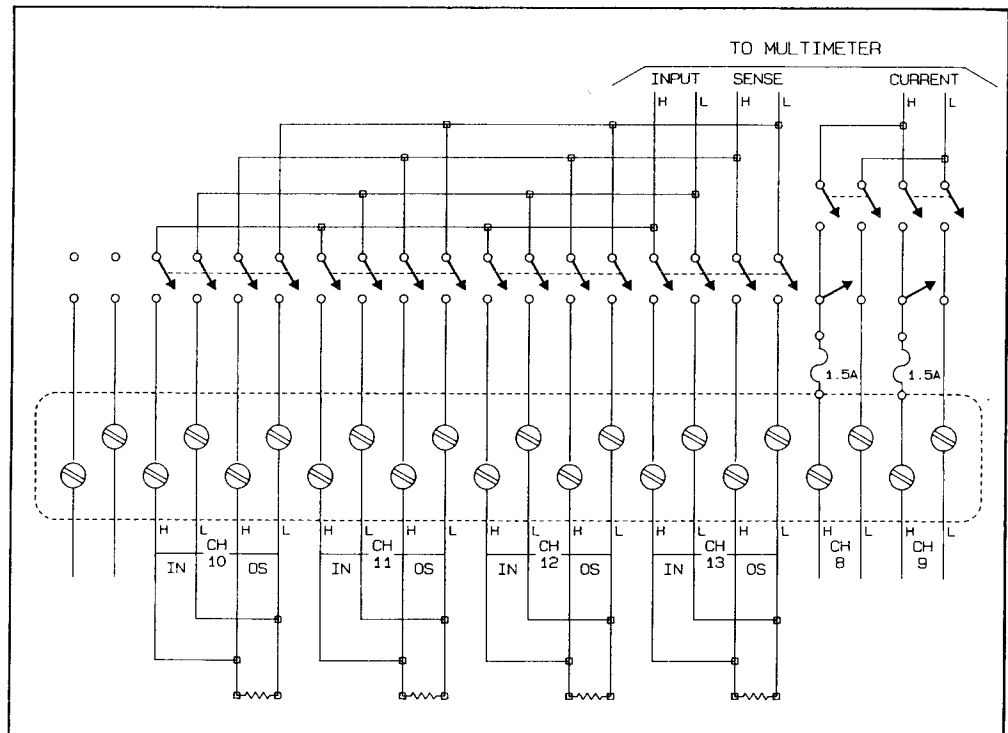 TO MULTIMETER
INPUT SENSE CURRENT
H L H L H L
1.5A 1.5A
H L H L H L H L H L H L H L H L H L H L
CH 10 CH 11 CH 12 CH 13 CH 8 CH 9
IN OS IN OS IN OS IN OS